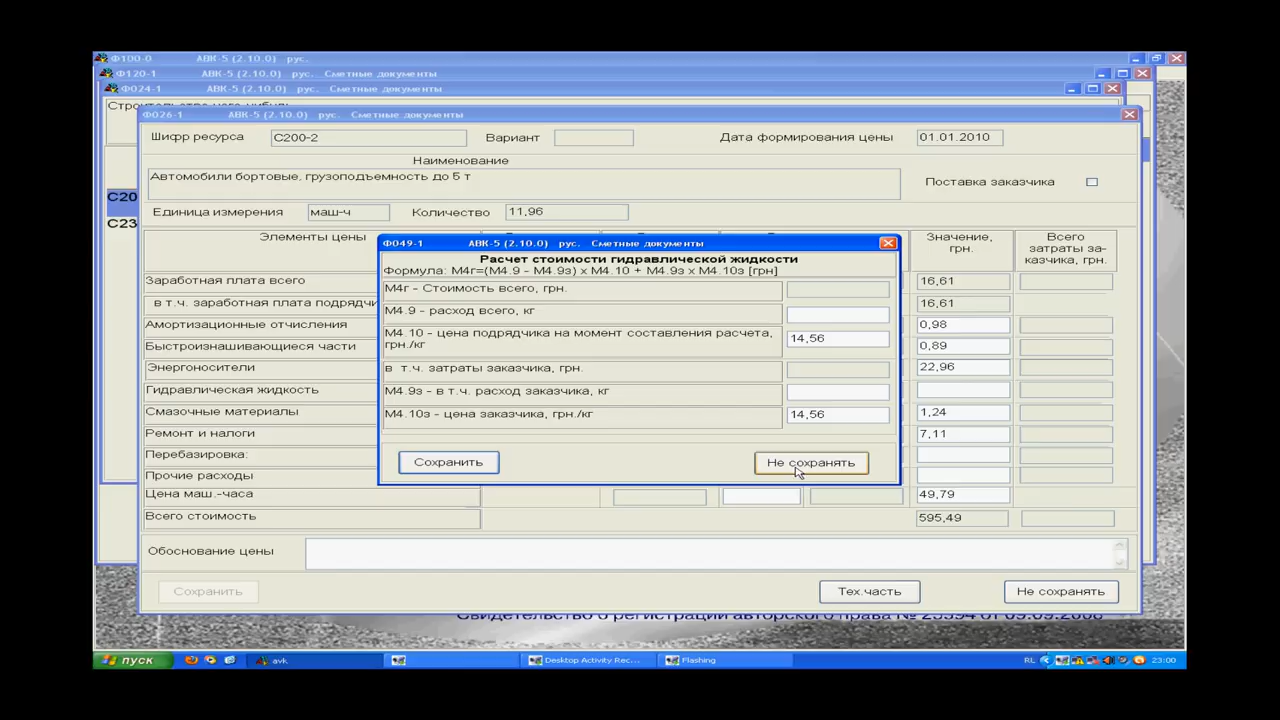 Ф100-0 АВК-5 (2.10.0) рус.
Ф120-1 АВК-5 (2.10.0) рус. Сметные документы
Ф024-1 АВК-5 (2.10.0) рус. Сметные документы
Ф026-1 АВК-5 (2.10.0) рус. Сметные документы
Шифр ресурса С200-2 Вариант Дата формирования цены 01.01.2010
Наименование
Автомобили бортовые, грузоподъемность до 5 т
Поставка заказчика
Единица измерения маш-ч Количество 11,96
С20
С23
Элементы цены
Значение, грн.
Всего затраты за-казчика, грн.
Ф049-1 АВК-5 (2.10.0) рус. Сметные документы
Расчет стоимости гидравлической жидкости
Формула: М4г=(М4.9 - М4.9з) x М4.10 + М4.9з x М4.10з [грн]
М4г - Стоимость всего, грн.
М4.9 - расход всего, кг
М4.10 - цена подрядчика на момент составления расчета, грн./кг 14,56
в т.ч. затраты заказчика, грн.
М4.9з - в т.ч. расход заказчика, кг
М4.10з - цена заказчика, грн./кг 14,56
Сохранить Не сохранять
Заработная плата всего 16,61
в т.ч. заработная плата 16,61
Амортизационные отчисления 0,98
Быстроизнашивающиеся части 0,89
Энергоносители 22,96
Гидравлическая жидкость
Смазочные материалы 1,24
Ремонт и налоги 7,11
Перебазировка:
Прочие расходы
Цена маш.-часа 49,79
Всего стоимость 595,49
Обоснование цены
Сохранить Тех.часть Не сохранять
пуск avk Desktop Activity Rec... Flashing RL 23:00